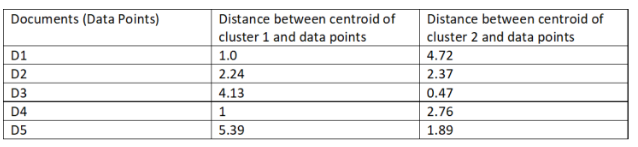 Documents (Data Points) Distance between centroid of cluster 1 and data points Distance between centroid of cluster 2 and data points
D1 1.0 4.72
D2 2.24 2.37
D3 4.13 0.47
D4 1 2.76
D5 5.39 1.89